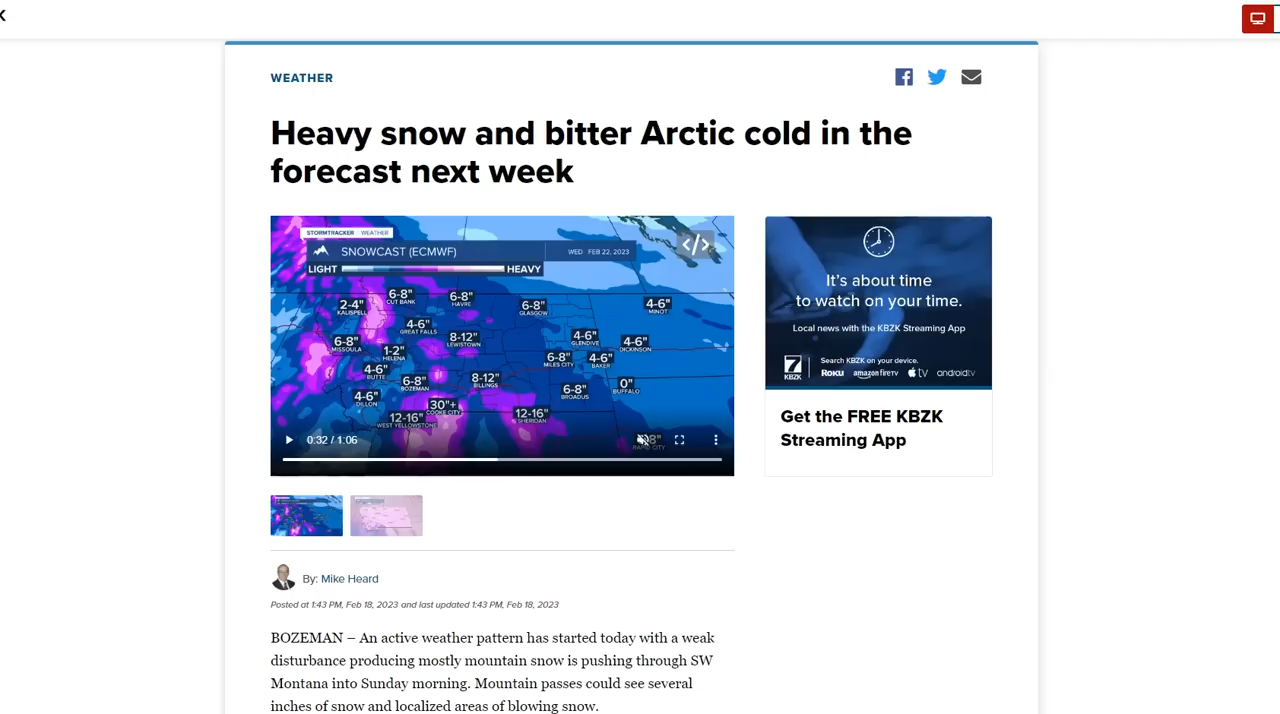 K
WEATHER
Heavy snow and bitter Arctic cold in the
forecast next week
STORMTRACKER WEATHER
SNOWCAST (ECMWF)
WED FEB 22, 2023
LIGHT
HEAVY
2-4"
KALISPELL
6-8"
CUT BANK
6-8"
HAVRE
6-8"
GLASGOW
4-6"
MINOT
4-6"
GREAT FALLS
6-8"
MISSOULA
1-2"
HELENA
8-12"
LEWISTOWN
4-6"
GLENDIVE
4-6"
DICKINSON
4-6"
BUTTE
6-8"
MILES CITY
4-6"
BAKER
6-8"
BOZEMAN
8-12"
BILLINGS
6-8"
BROADUS
0"
BUFFALO
4-6"
DILLON
30"+
COOKE CITY
12-16"
WEST YELLOWSTONE
12-16"
SHERIDAN
RAPID CITY
0:32 / 1:06
It's about time
to watch on your time.
Local news with the KBZK Streaming App
7
KBZK
Search KBZK on your device.
Roku amazon fireTV tv androidtv
Get the FREE KBZK
Streaming App
By: Mike Heard
Posted at 1:43 PM, Feb 18, 2023 and last updated 1:43 PM, Feb 18, 2023
BOZEMAN – An active weather pattern has started today with a weak
disturbance producing mostly mountain snow is pushing through SW
Montana into Sunday morning. Mountain passes could see several
inches of snow and localized areas of blowing snow.